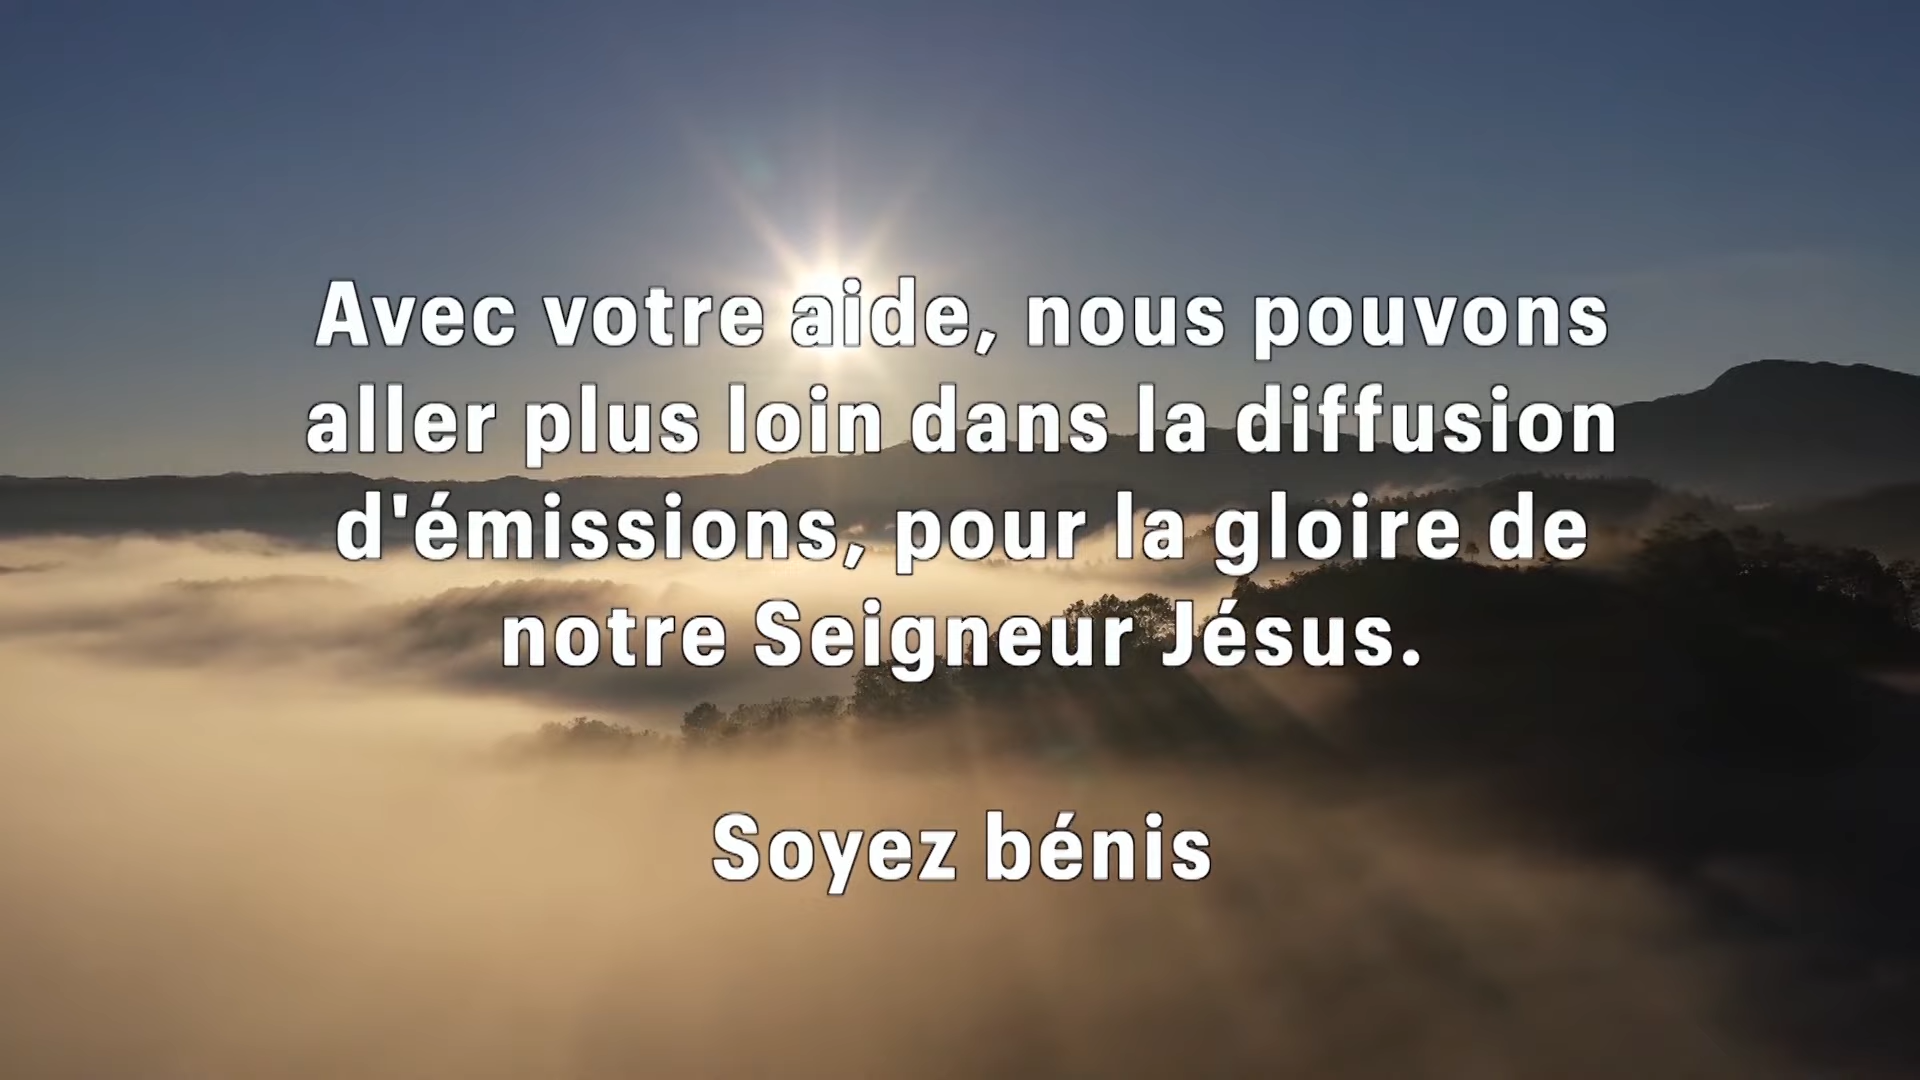 Avec votre aide, nous pouvons
aller plus loin dans la diffusion
d'émissions, pour la gloire de
notre Seigneur Jésus.
Soyez bénis